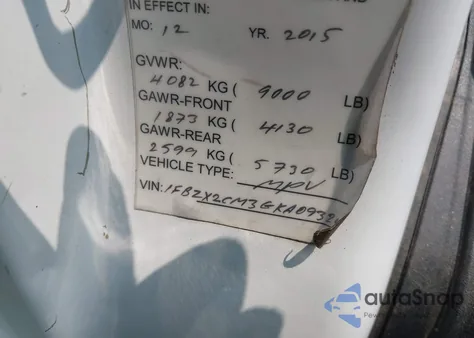 IN EFFECT IN:
MO: 12 YR. 2015
GVWR:
4082 KG ( 9000 LB)
GAWR-FRONT
1873 KG ( 4130 LB)
GAWR-REAR
2599 KG ( 5730 LB)
VEHICLE TYPE: MPV
VIN:
autoSnap